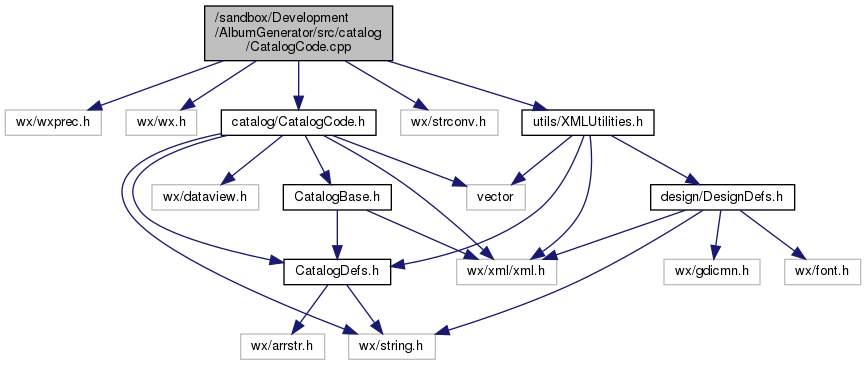 /sandbox/Development
/AlbumGenerator/src/catalog
/CatalogCode.cpp
wx/wxprec.h
wx/wx.h
catalog/CatalogCode.h
wx/strconv.h
utils/XMLUtilities.h
wx/dataview.h
CatalogBase.h
vector
design/DesignDefs.h
CatalogDefs.h
wx/xml/xml.h
wx/gdicmn.h
wx/font.h
wx/arrstr.h
wx/string.h